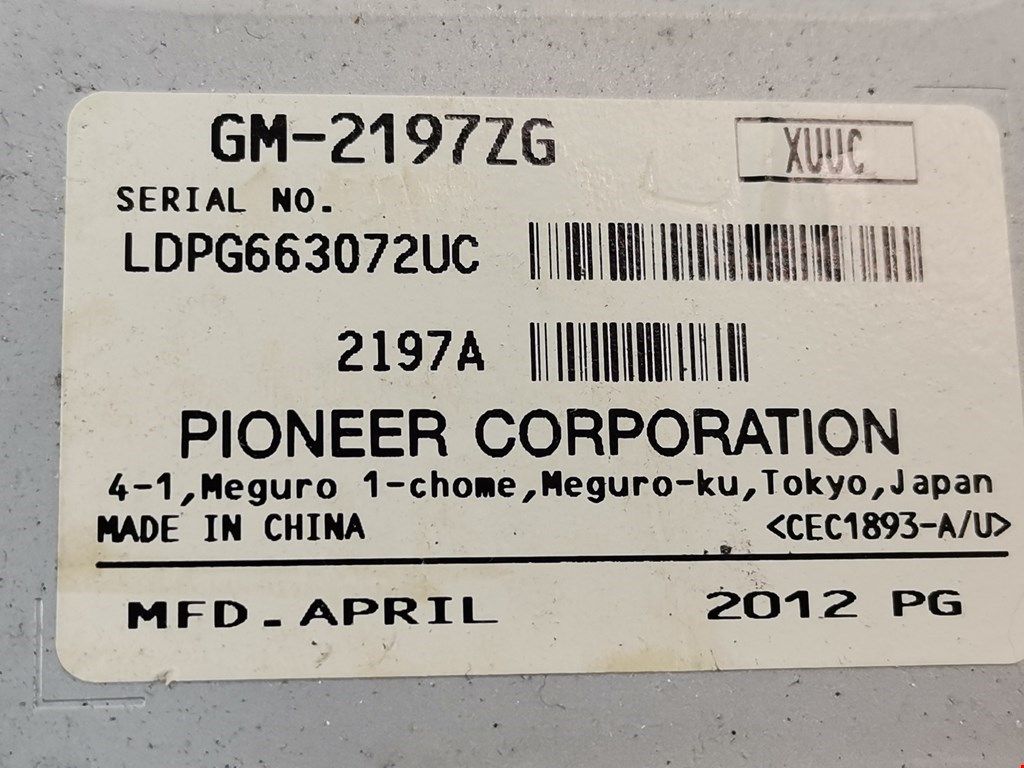 GM-2197ZG
XUUC
SERIAL NO.
LDPG663072UC
2197A
PIONEER CORPORATION
4-1,Meguro 1-chome,Meguro-ku,Tokyo,Japan
MADE IN CHINA <CEC1893-A/U>
MFD.APRIL 2012 PG